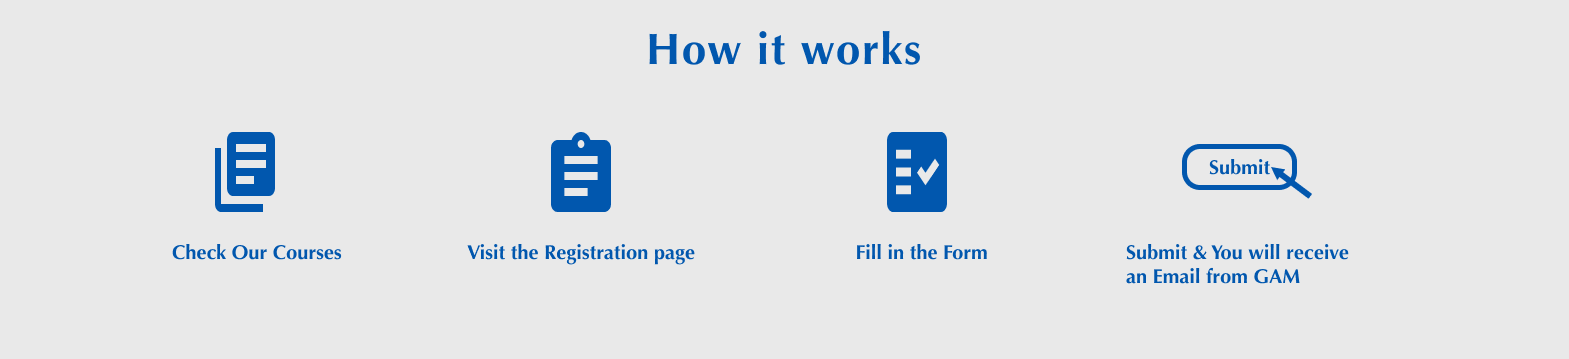 How it works
Submit
Check Our Courses
Visit the Registration page
Fill in the Form
Submit & You will receive
an Email from GAM